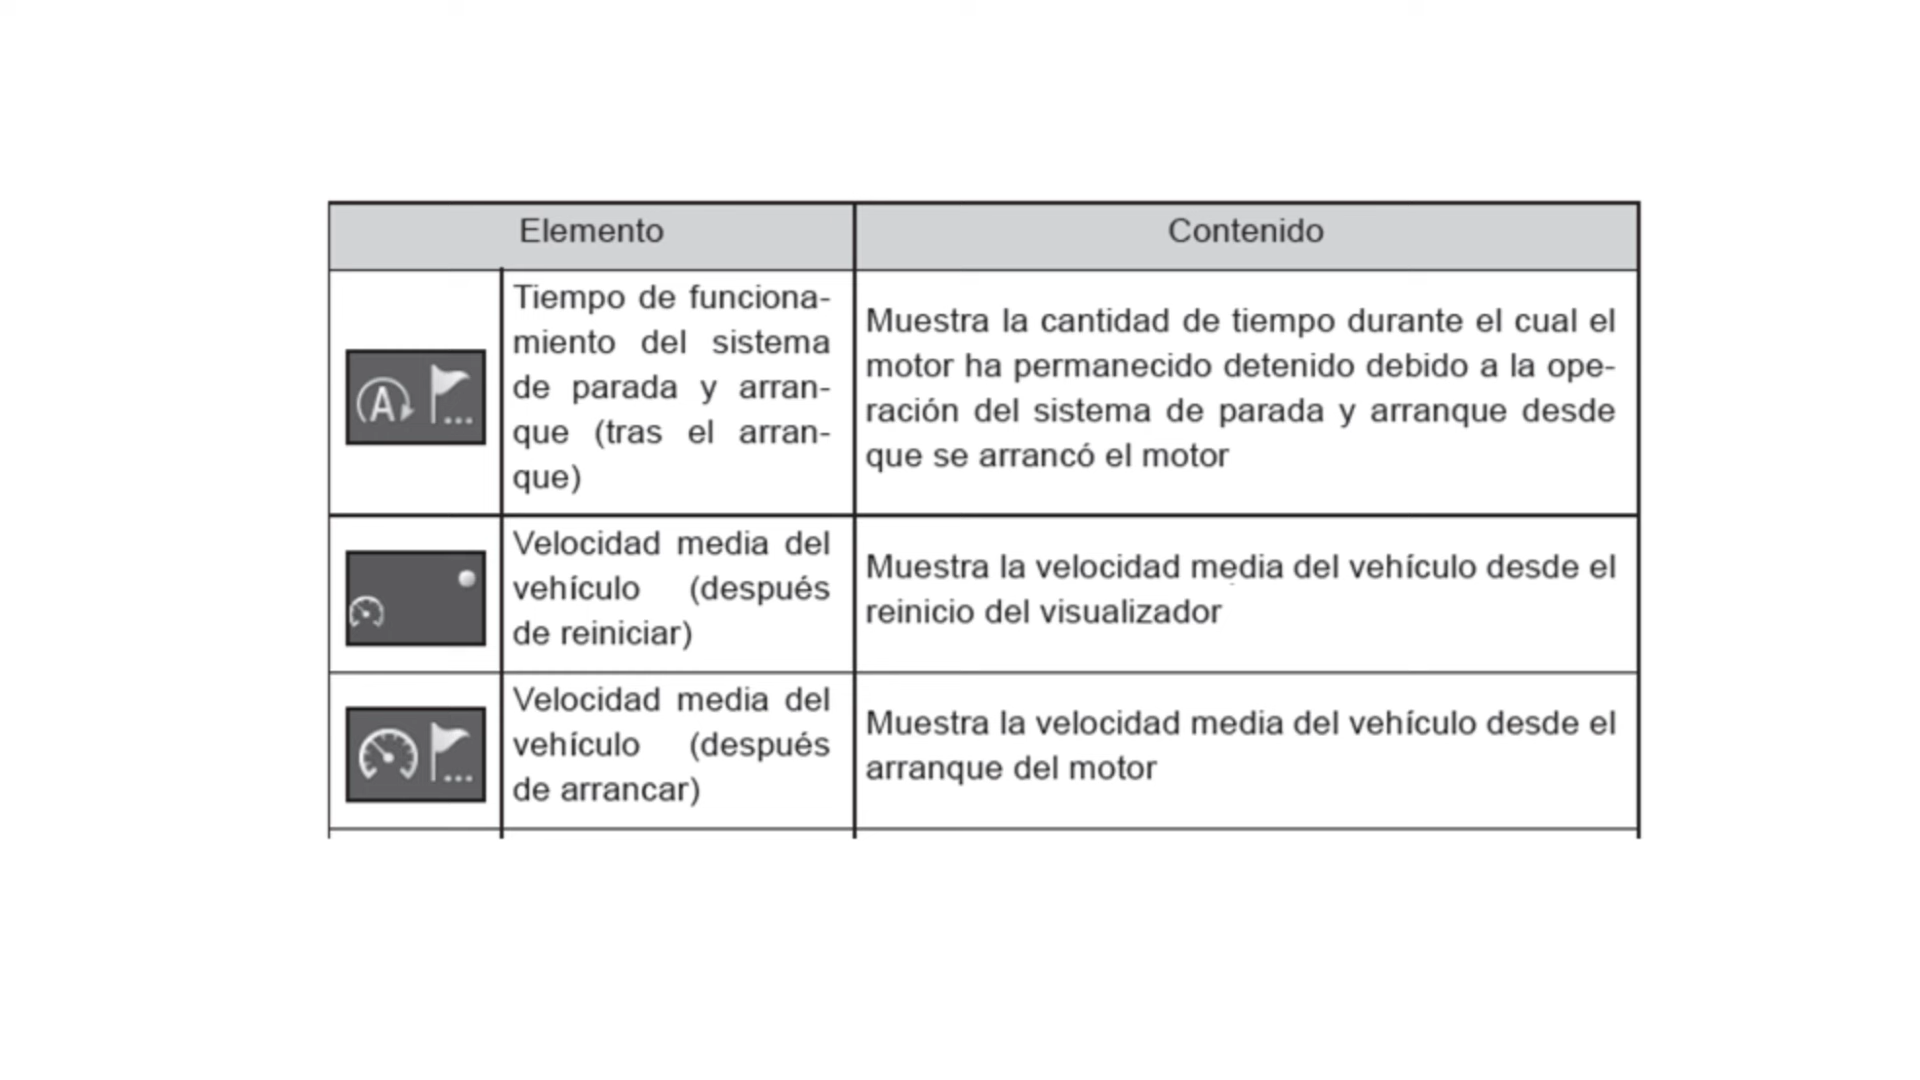 Elemento
Contenido
Tiempo de funciona-
miento del sistema
de parada y arran-
que (tras el arran-
que)
Muestra la cantidad de tiempo durante el cual el
motor ha permanecido detenido debido a la ope-
ración del sistema de parada y arranque desde
que se arrancó el motor
Velocidad media del
vehículo (después
de reiniciar)
Muestra la velocidad media del vehículo desde el
reinicio del visualizador
Velocidad media del
vehículo (después
de arrancar)
Muestra la velocidad media del vehículo desde el
arranque del motor
A